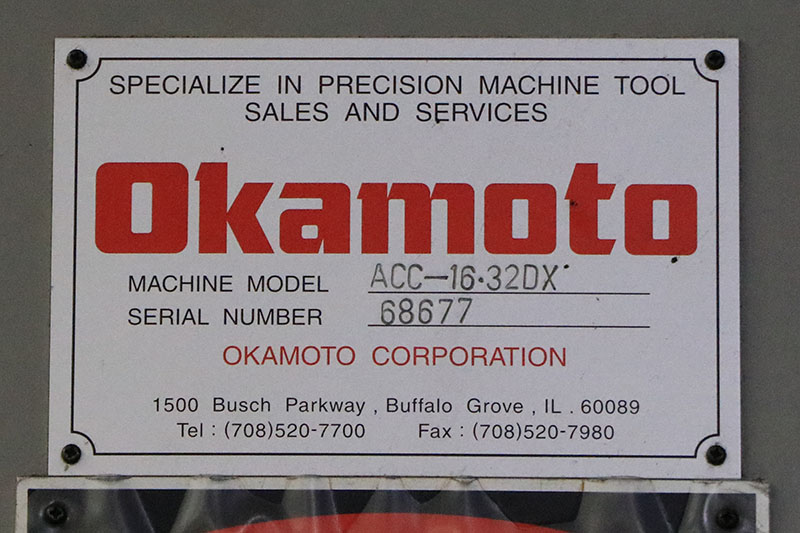 SPECIALIZE IN PRECISION MACHINE TOOL
SALES AND SERVICES
Okamoto
MACHINE MODEL ACC-16·32DX
SERIAL NUMBER 68677
OKAMOTO CORPORATION
1500 Busch Parkway , Buffalo Grove , IL . 60089
Tel : (708)520-7700 Fax : (708)520-7980